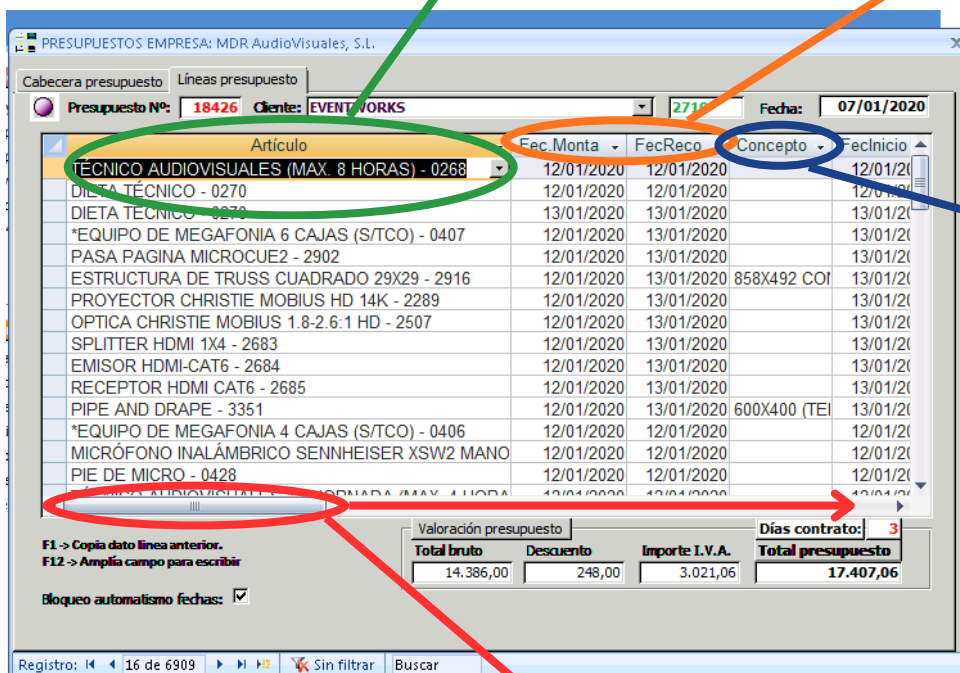 PRESUPUESTOS EMPRESA: MDR AudioVisuales, S.L.
Cabecera presupuesto Líneas presupuesto
Presupuesto Nº: 18426 Cliente: EVENTWORKS Fecha: 07/01/2020
Artículo Fec.Monta FecReco Concepto FecInicio
TÉCNICO AUDIOVISUALES (MAX. 8 HORAS) - 0268 12/01/2020 12/01/2020 12/01/20
DIETA TÉCNICO - 0270 12/01/2020 12/01/2020 12/01/20
DIETA TÉCNICO - 0270 13/01/2020 13/01/2020 13/01/20
*EQUIPO DE MEGAFONIA 6 CAJAS (S/TCO) - 0407 12/01/2020 13/01/2020 13/01/20
PASA PAGINA MICROCUE2 - 2902 12/01/2020 13/01/2020 13/01/20
ESTRUCTURA DE TRUSS CUADRADO 29X29 - 2916 12/01/2020 13/01/2020 858X492 CON 13/01/20
PROYECTOR CHRISTIE MOBIUS HD 14K - 2289 12/01/2020 13/01/2020 13/01/20
OPTICA CHRISTIE MOBIUS 1.8-2.6:1 HD - 2507 12/01/2020 13/01/2020 13/01/20
SPLITTER HDMI 1X4 - 2683 12/01/2020 13/01/2020 13/01/20
EMISOR HDMI-CAT6 - 2684 12/01/2020 13/01/2020 13/01/20
RECEPTOR HDMI CAT6 - 2685 12/01/2020 13/01/2020 13/01/20
PIPE AND DRAPE - 3351 12/01/2020 13/01/2020 600X400 (TEI 13/01/20
*EQUIPO DE MEGAFONIA 4 CAJAS (S/TCO) - 0406 12/01/2020 12/01/2020 12/01/20
MICRÓFONO INALÁMBRICO SENNHEISER XSW2 MANO 12/01/2020 12/01/2020 12/01/20
PIE DE MICRO - 0428 12/01/2020 12/01/2020 12/01/20
Valoración presupuesto Días contrato: 3
F1 -> Copia dato linea anterior.
F12 -> Amplía campo para escribir
Total bruto Descuento Importe I.V.A. Total presupuesto
14.386,00 248,00 3.021,06 17.407,06
Bloqueo automatismo fechas:
Registro: 16 de 6909 Sin filtrar Buscar